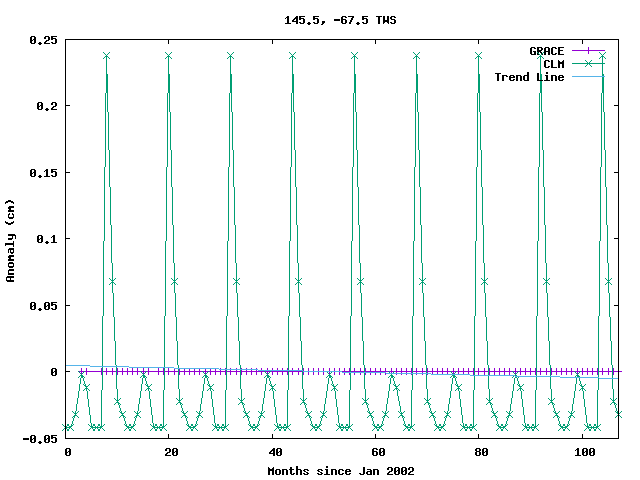 145.5, -67.5 TWS
GRACE
CLM
Trend Line
0.25
0.2
0.15
0.1
0.05
0
-0.05
Anomaly (cm)
0 20 40 60 80 100
Months since Jan 2002